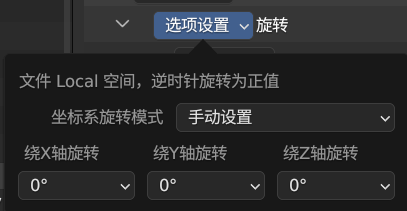 选项设置 旋转
文件 Local 空间，逆时针旋转为正值
坐标系旋转模式 手动设置
绕X轴旋转 绕Y轴旋转 绕Z轴旋转
0° 0° 0°